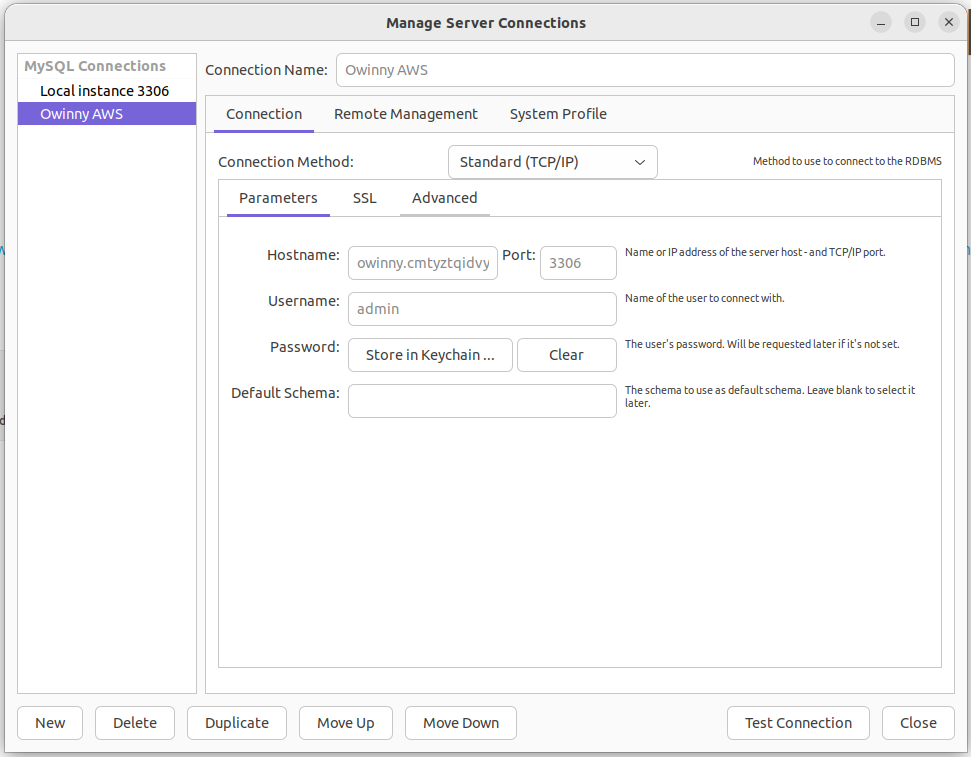 Manage Server Connections
MySQL Connections
Local instance 3306
Owinny AWS
Connection Name: Owinny AWS
Connection Remote Management System Profile
Connection Method: Standard (TCP/IP) Method to use to connect to the RDBMS
Parameters SSL Advanced
Hostname: owinny.cmtyztqidvy Port: 3306 Name or IP address of the server host - and TCP/IP port.
Username: admin Name of the user to connect with.
Password: Store in Keychain ... Clear The user's password. Will be requested later if it's not set.
Default Schema: The schema to use as default schema. Leave blank to select it
later.
New Delete Duplicate Move Up Move Down Test Connection Close